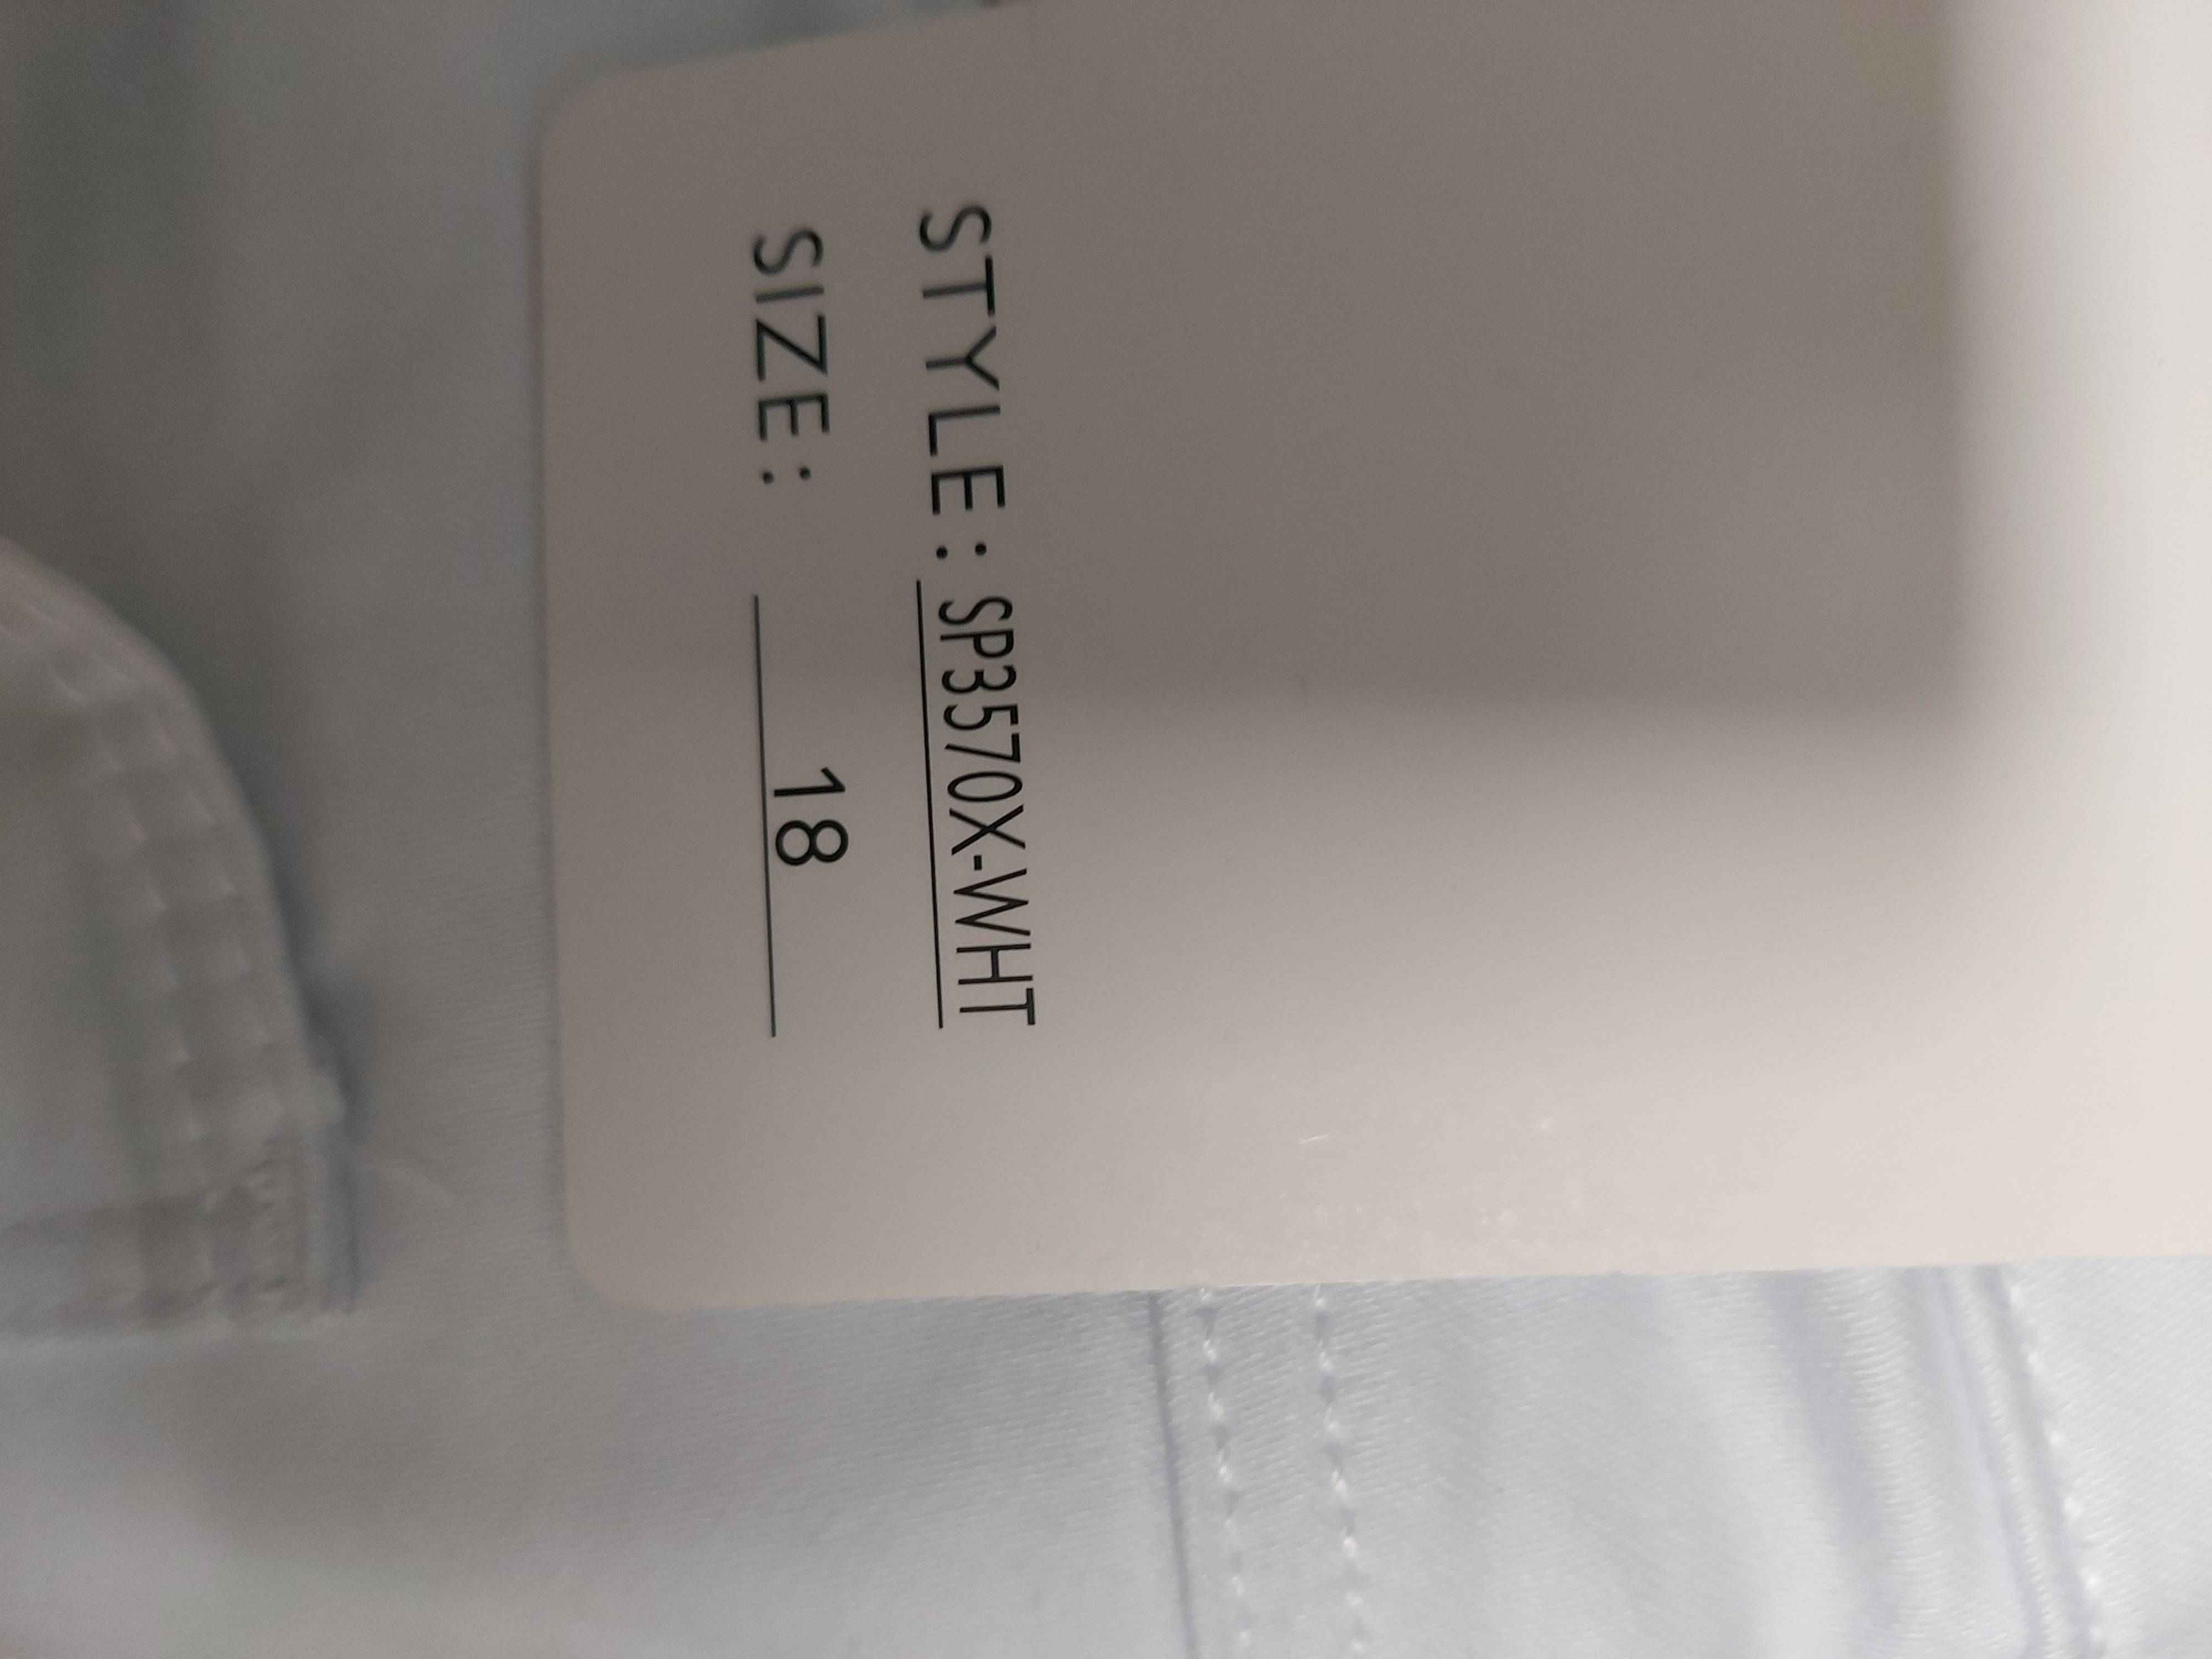 STYLE: SP3570X-WHT
SIZE: 18